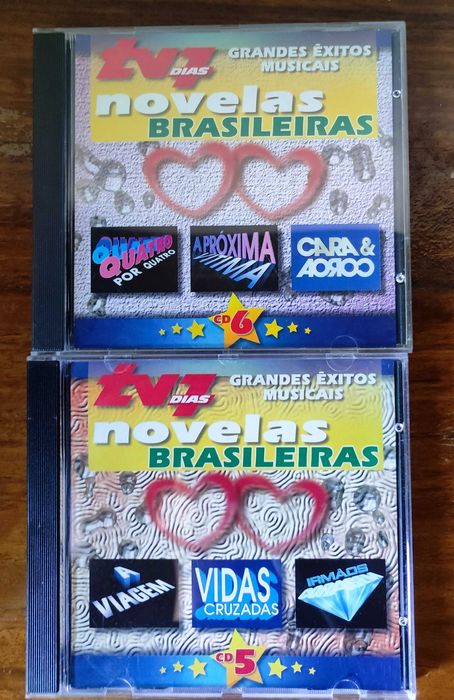 tv7
DIAS
GRANDES ÊXITOS
MUSICAIS
novelas
BRASILEIRAS
QUATRO
QUATRO
POR QUATRO
A PRÓXIMA
VÍTIMA
CARA &
COROA
CD 6
tv7
DIAS
GRANDES ÊXITOS
MUSICAIS
novelas
BRASILEIRAS
A
VIAGEM
VIDAS
CRUZADAS
IRMÃOS
CD 5